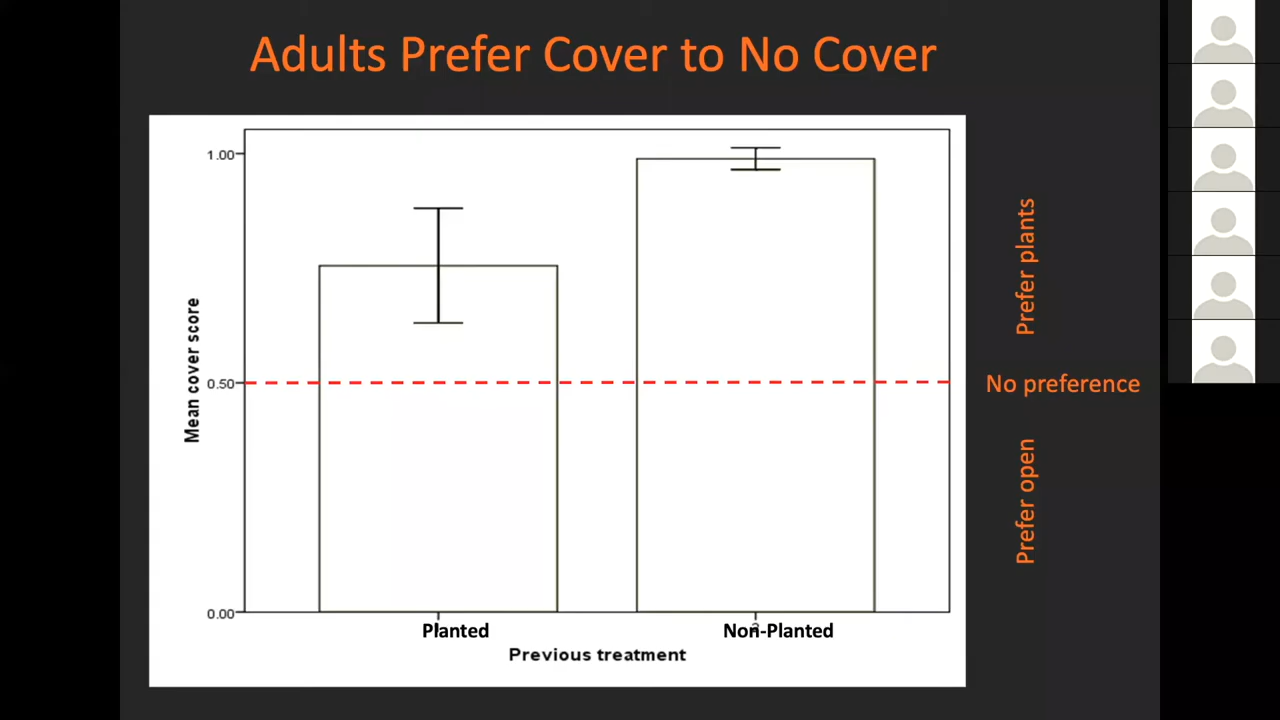 Adults Prefer Cover to No Cover
1.00
0.50
0.00
Mean cover score
Planted
Non-Planted
Previous treatment
Prefer plants
No preference
Prefer open